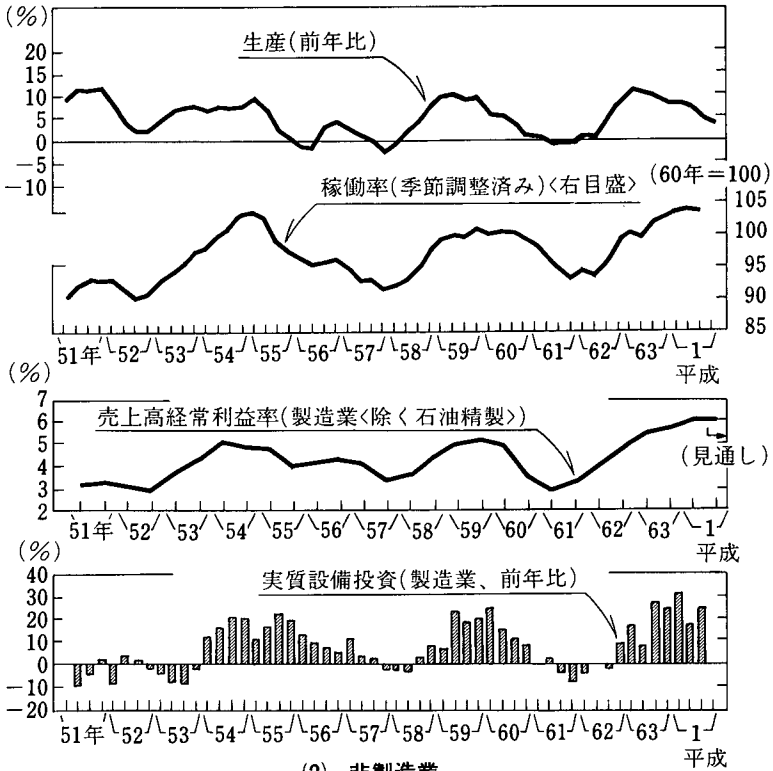 (%)
生産(前年比)
20
15
10
5
0
-5
-10
稼働率(季節調整済み)<右目盛>
(60年=100)
105
100
95
90
85
51年 52 53 54 55 56 57 58 59 60 61 62 63 1
平成
(%)
7
6
5
4
3
2
売上高経常利益率(製造業<除く石油精製>)
(見通し)
51年 52 53 54 55 56 57 58 59 60 61 62 63 1
平成
(%)
40
30
20
10
0
-10
-20
実質設備投資(製造業、前年比)
51年 52 53 54 55 56 57 58 59 60 61 62 63 1
平成
(2) 非製造業